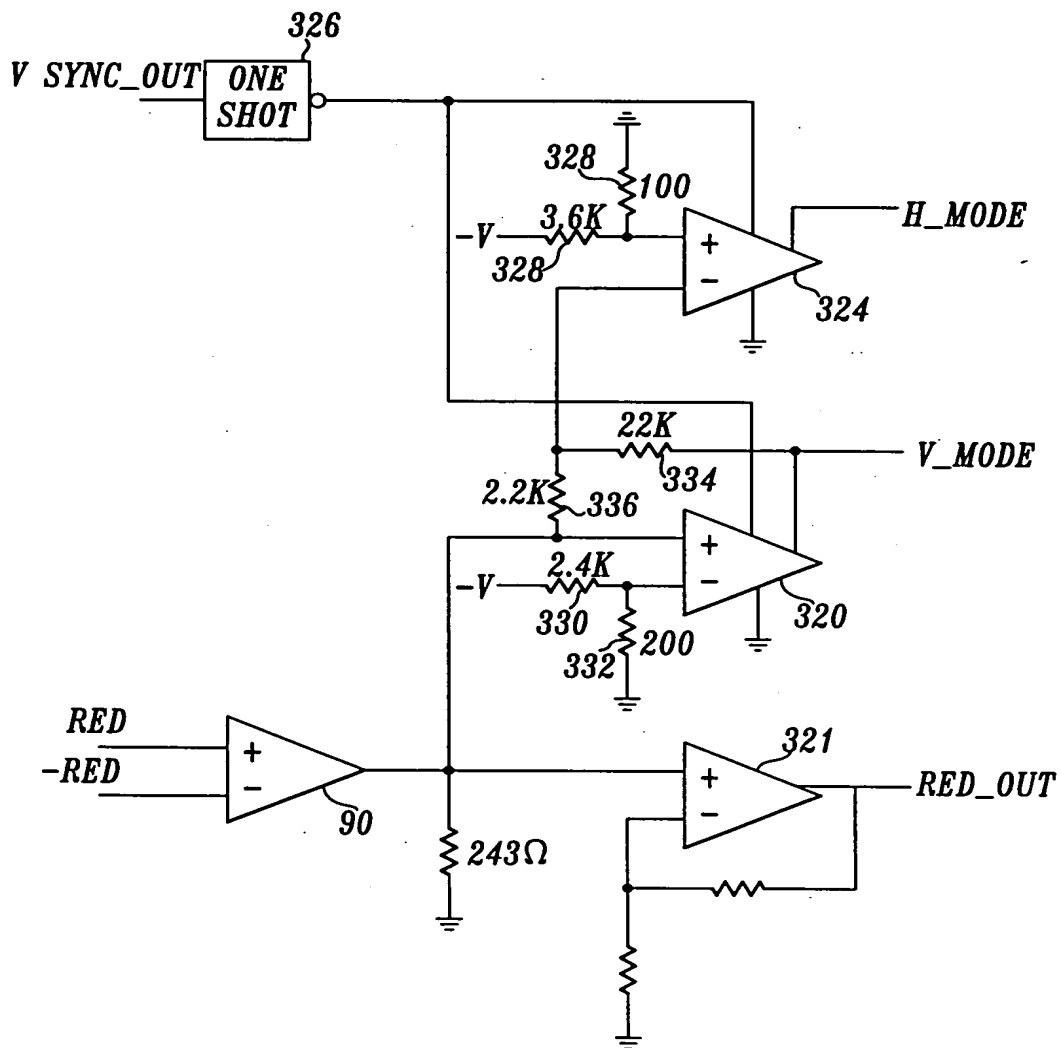 326
V SYNC_OUT
ONE
SHOT
328
100
3.6K
-V
328
+
-
H_MODE
324
22K
V_MODE
334
2.2K
336
+
-
2.4K
-V
330
320
332
200
RED
-RED
+
-
90
243Ω
321
+
-
RED_OUT